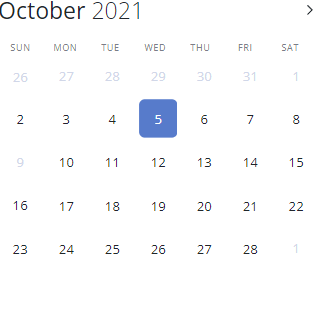 October 2021
SUN MON TUE WED THU FRI SAT
26 27 28 29 30 31 1
2 3 4 5 6 7 8
9 10 11 12 13 14 15
16 17 18 19 20 21 22
23 24 25 26 27 28 1